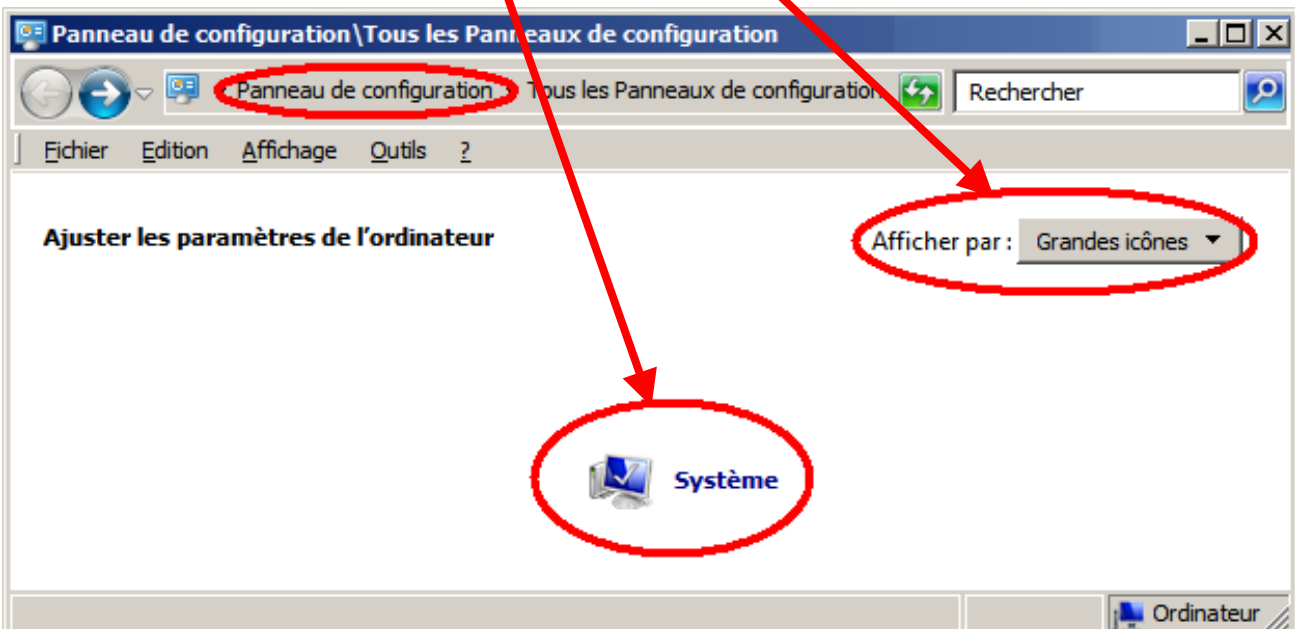 Panneau de configuration\Tous les Panneaux de configuration
Panneau de configuration Tous les Panneaux de configuration Rechercher
Fichier Edition Affichage Outils ?
Ajuster les paramètres de l'ordinateur Afficher par : Grandes icônes
Système
Ordinateur